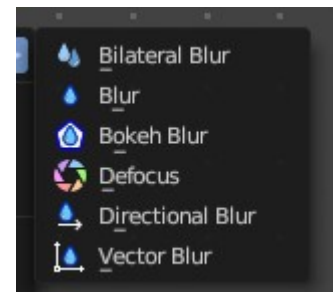 Bilateral Blur
Blur
Bokeh Blur
Defocus
Directional Blur
Vector Blur